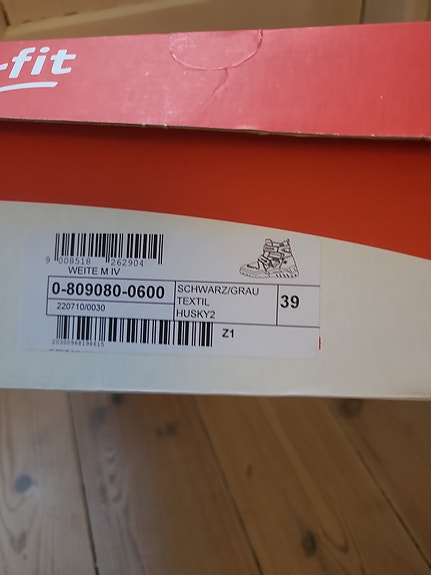 -fit
9 008518 262904
WEITE M IV
0-809080-0600
220710/0030
SCHWARZ/GRAU
TEXTIL
HUSKY2
39
Z1